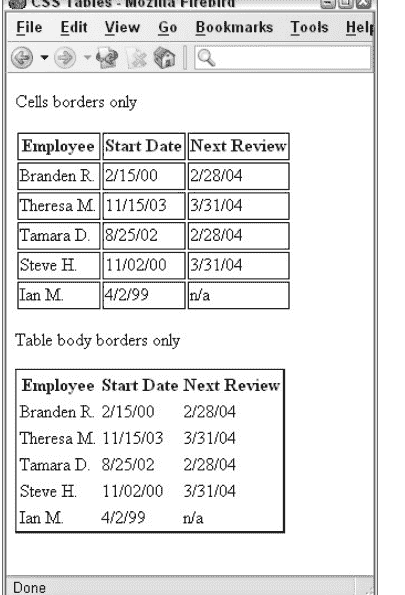 CSS Tables - Mozilla Firebird
File Edit View Go Bookmarks Tools Help
Cells borders only
Employee Start Date Next Review
Branden R. 2/15/00 2/28/04
Theresa M. 11/15/03 3/31/04
Tamara D. 8/25/02 2/28/04
Steve H. 11/02/00 3/31/04
Ian M. 4/2/99 n/a
Table body borders only
Employee Start Date Next Review
Branden R. 2/15/00 2/28/04
Theresa M. 11/15/03 3/31/04
Tamara D. 8/25/02 2/28/04
Steve H. 11/02/00 3/31/04
Ian M. 4/2/99 n/a
Done